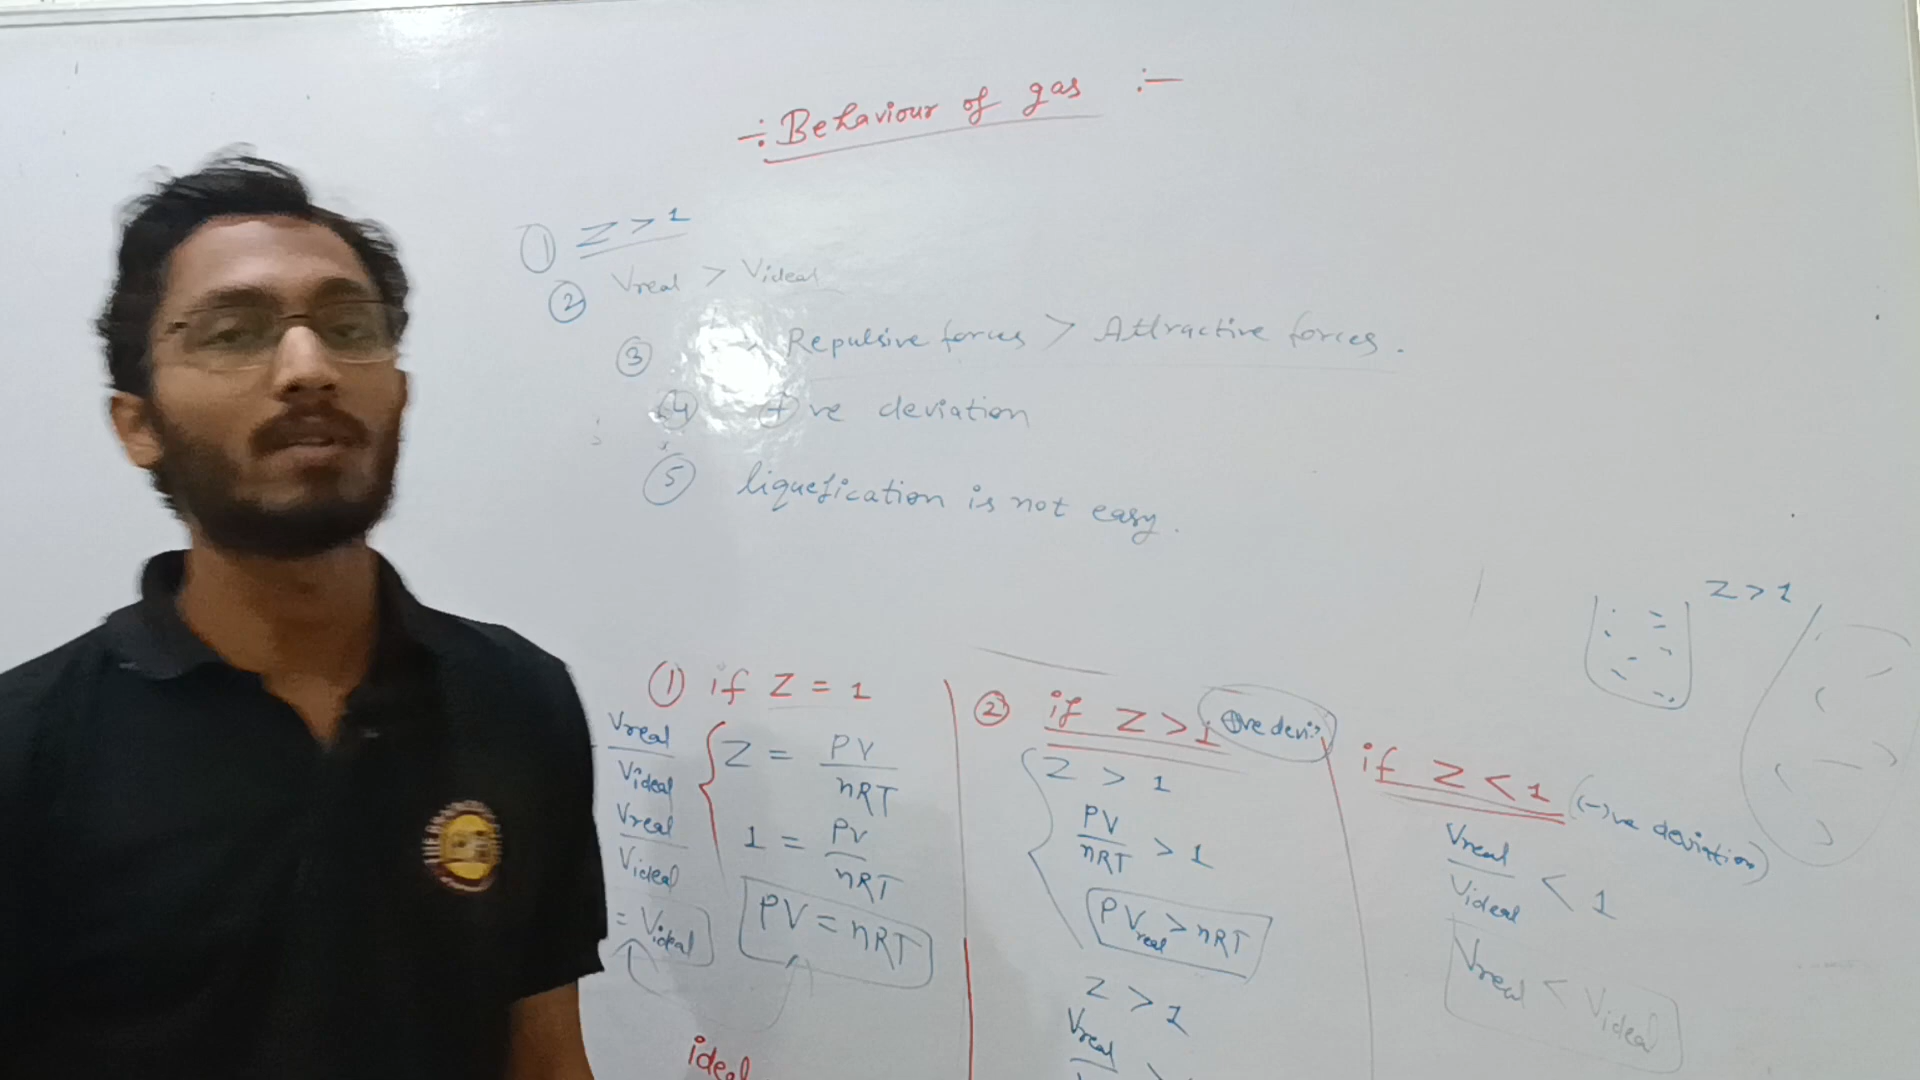 ÷ Behaviour of gas :-
① Z > 1
② Vreal > Videal
③ Repulsive forces > Attractive forces.
④ ⊕ve deviation
⑤ liquefication is not easy.
Z > 1
① if Z = 1
Vreal / Videal
Z = PV / nRT
Vreal / Videal
1 = PV / nRT
= Videal
PV = nRT
ideal
② if Z > 1 ⊕ve devi
Z > 1
PV / nRT > 1
PVreal > nRT
Z > 1
Vreal
if Z < 1 (-)ve deviation)
Vreal / Videal < 1
Vreal < Videal